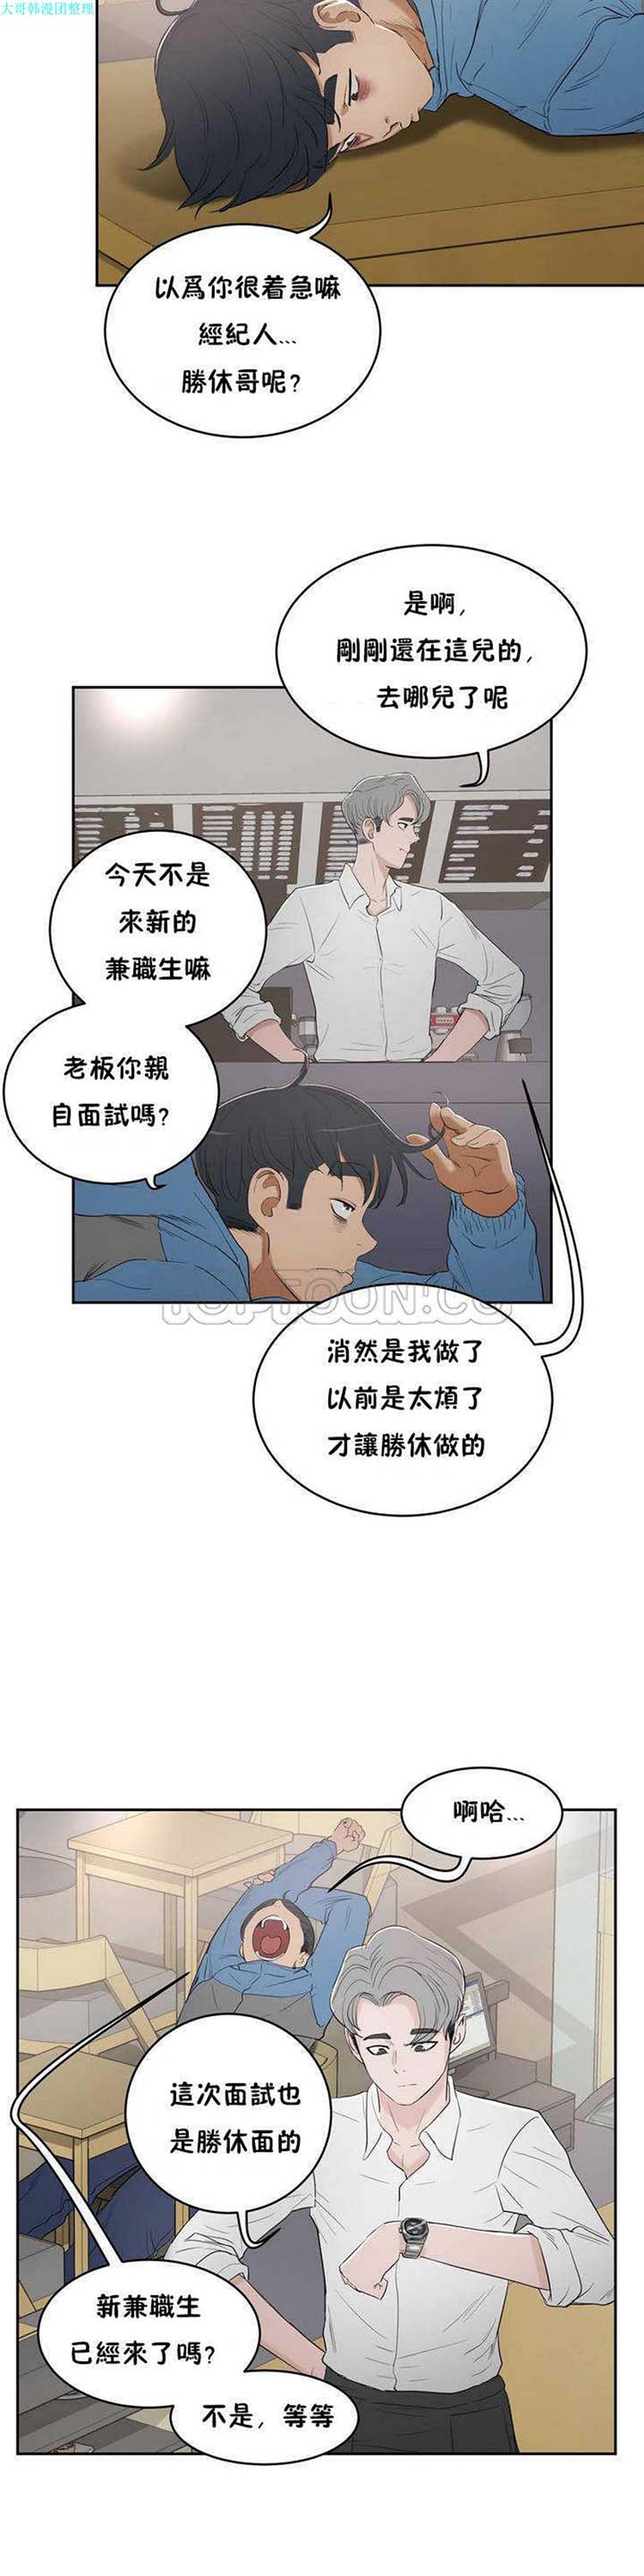 大哥韩漫团整理
以爲你很着急嘛
經紀人...
勝休哥呢?
是啊,
剛剛還在這兒的,
去哪兒了呢
今天不是
來新的
兼職生嘛
老板你親
自面試嗎?
TOPTOON.CO
消然是我做了
以前是太煩了
才讓勝休做的
啊哈...
這次面試也
是勝休面的
新兼職生
已經來了嗎?
不是, 等等